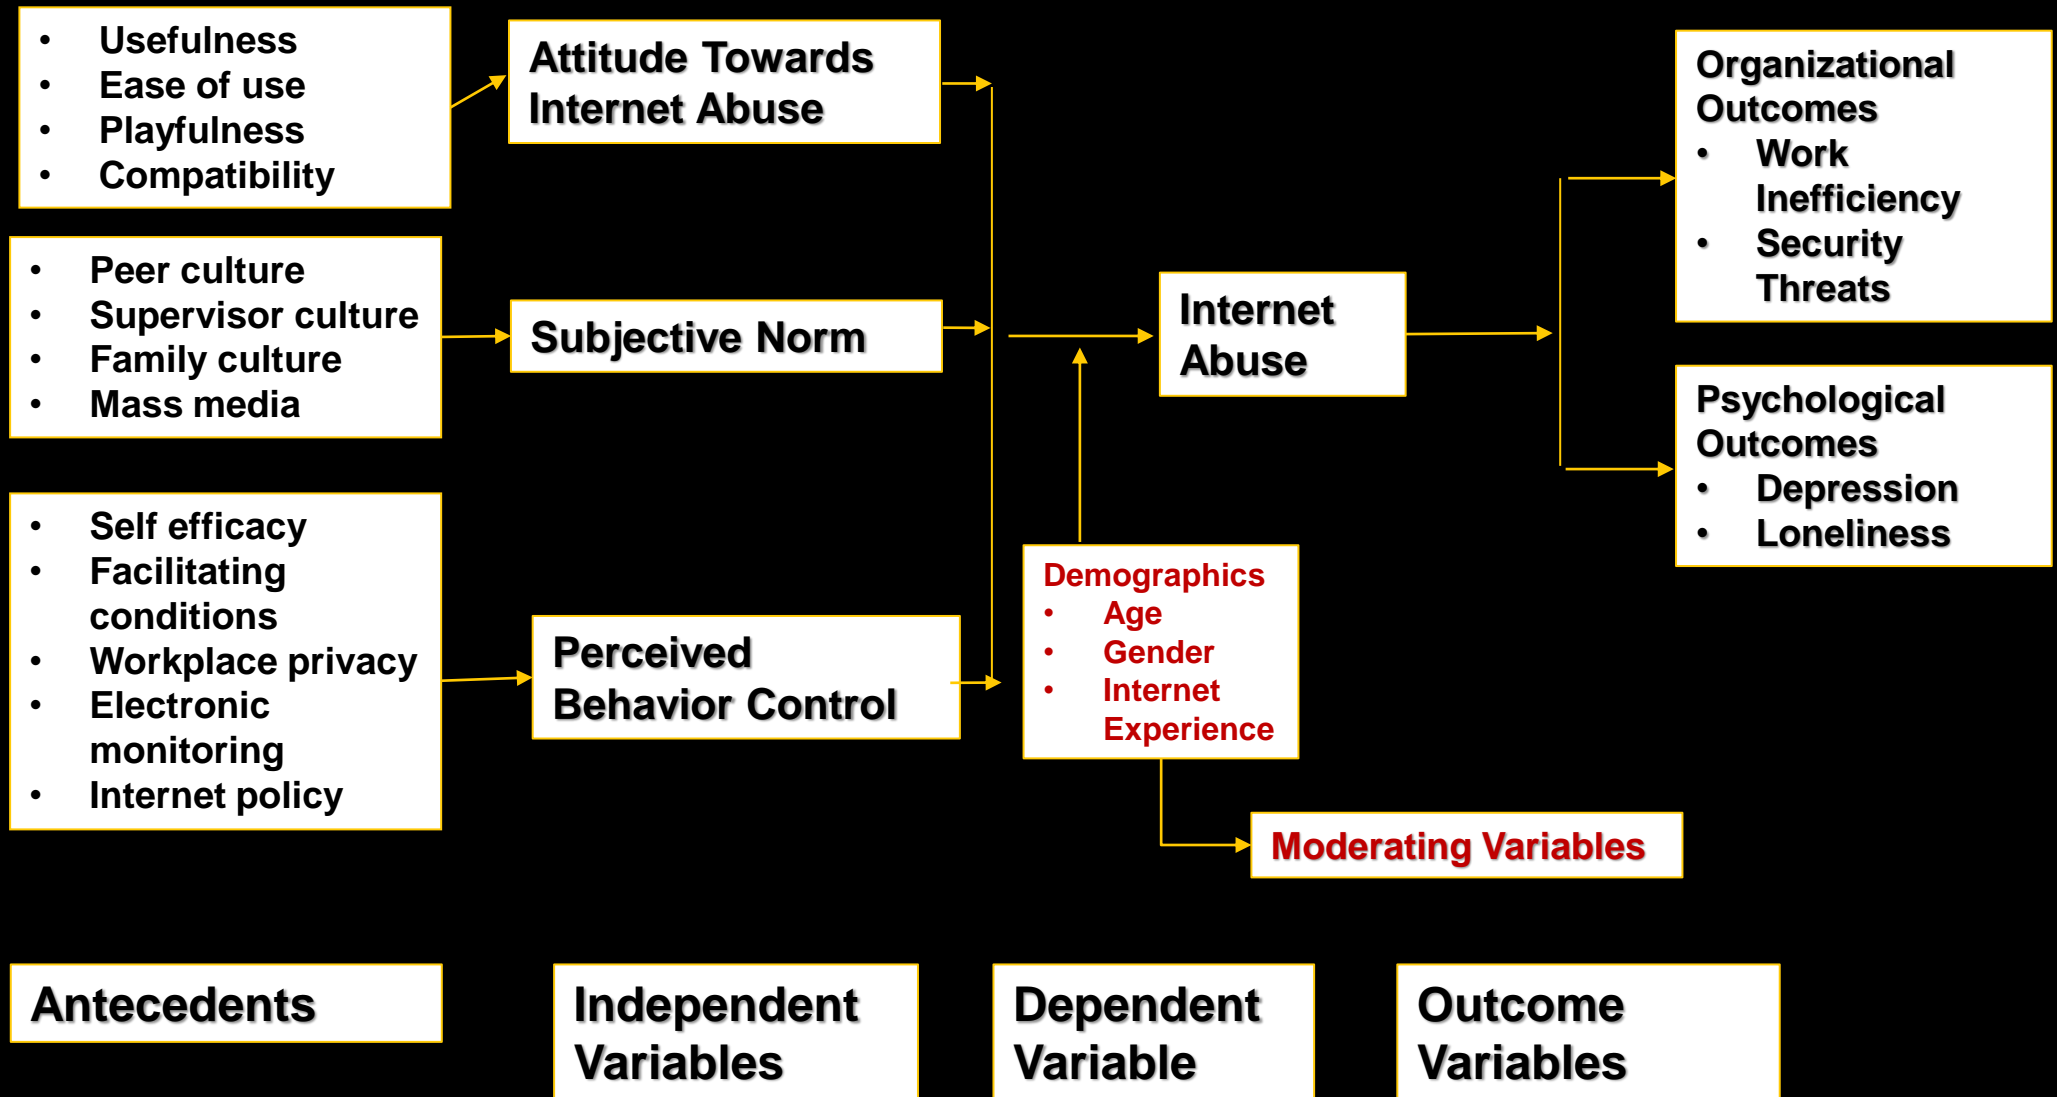 • Usefulness
• Ease of use
• Playfulness
• Compatibility
Attitude Towards
Internet Abuse
Organizational
Outcomes
• Work
Inefficiency
• Security
Threats
• Peer culture
• Supervisor culture
• Family culture
• Mass media
Subjective Norm
Internet
Abuse
Psychological
Outcomes
• Depression
• Loneliness
• Self efficacy
• Facilitating
conditions
• Workplace privacy
• Electronic
monitoring
• Internet policy
Perceived
Behavior Control
Demographics
• Age
• Gender
• Internet
Experience
Moderating Variables
Antecedents
Independent
Variables
Dependent
Variable
Outcome
Variables